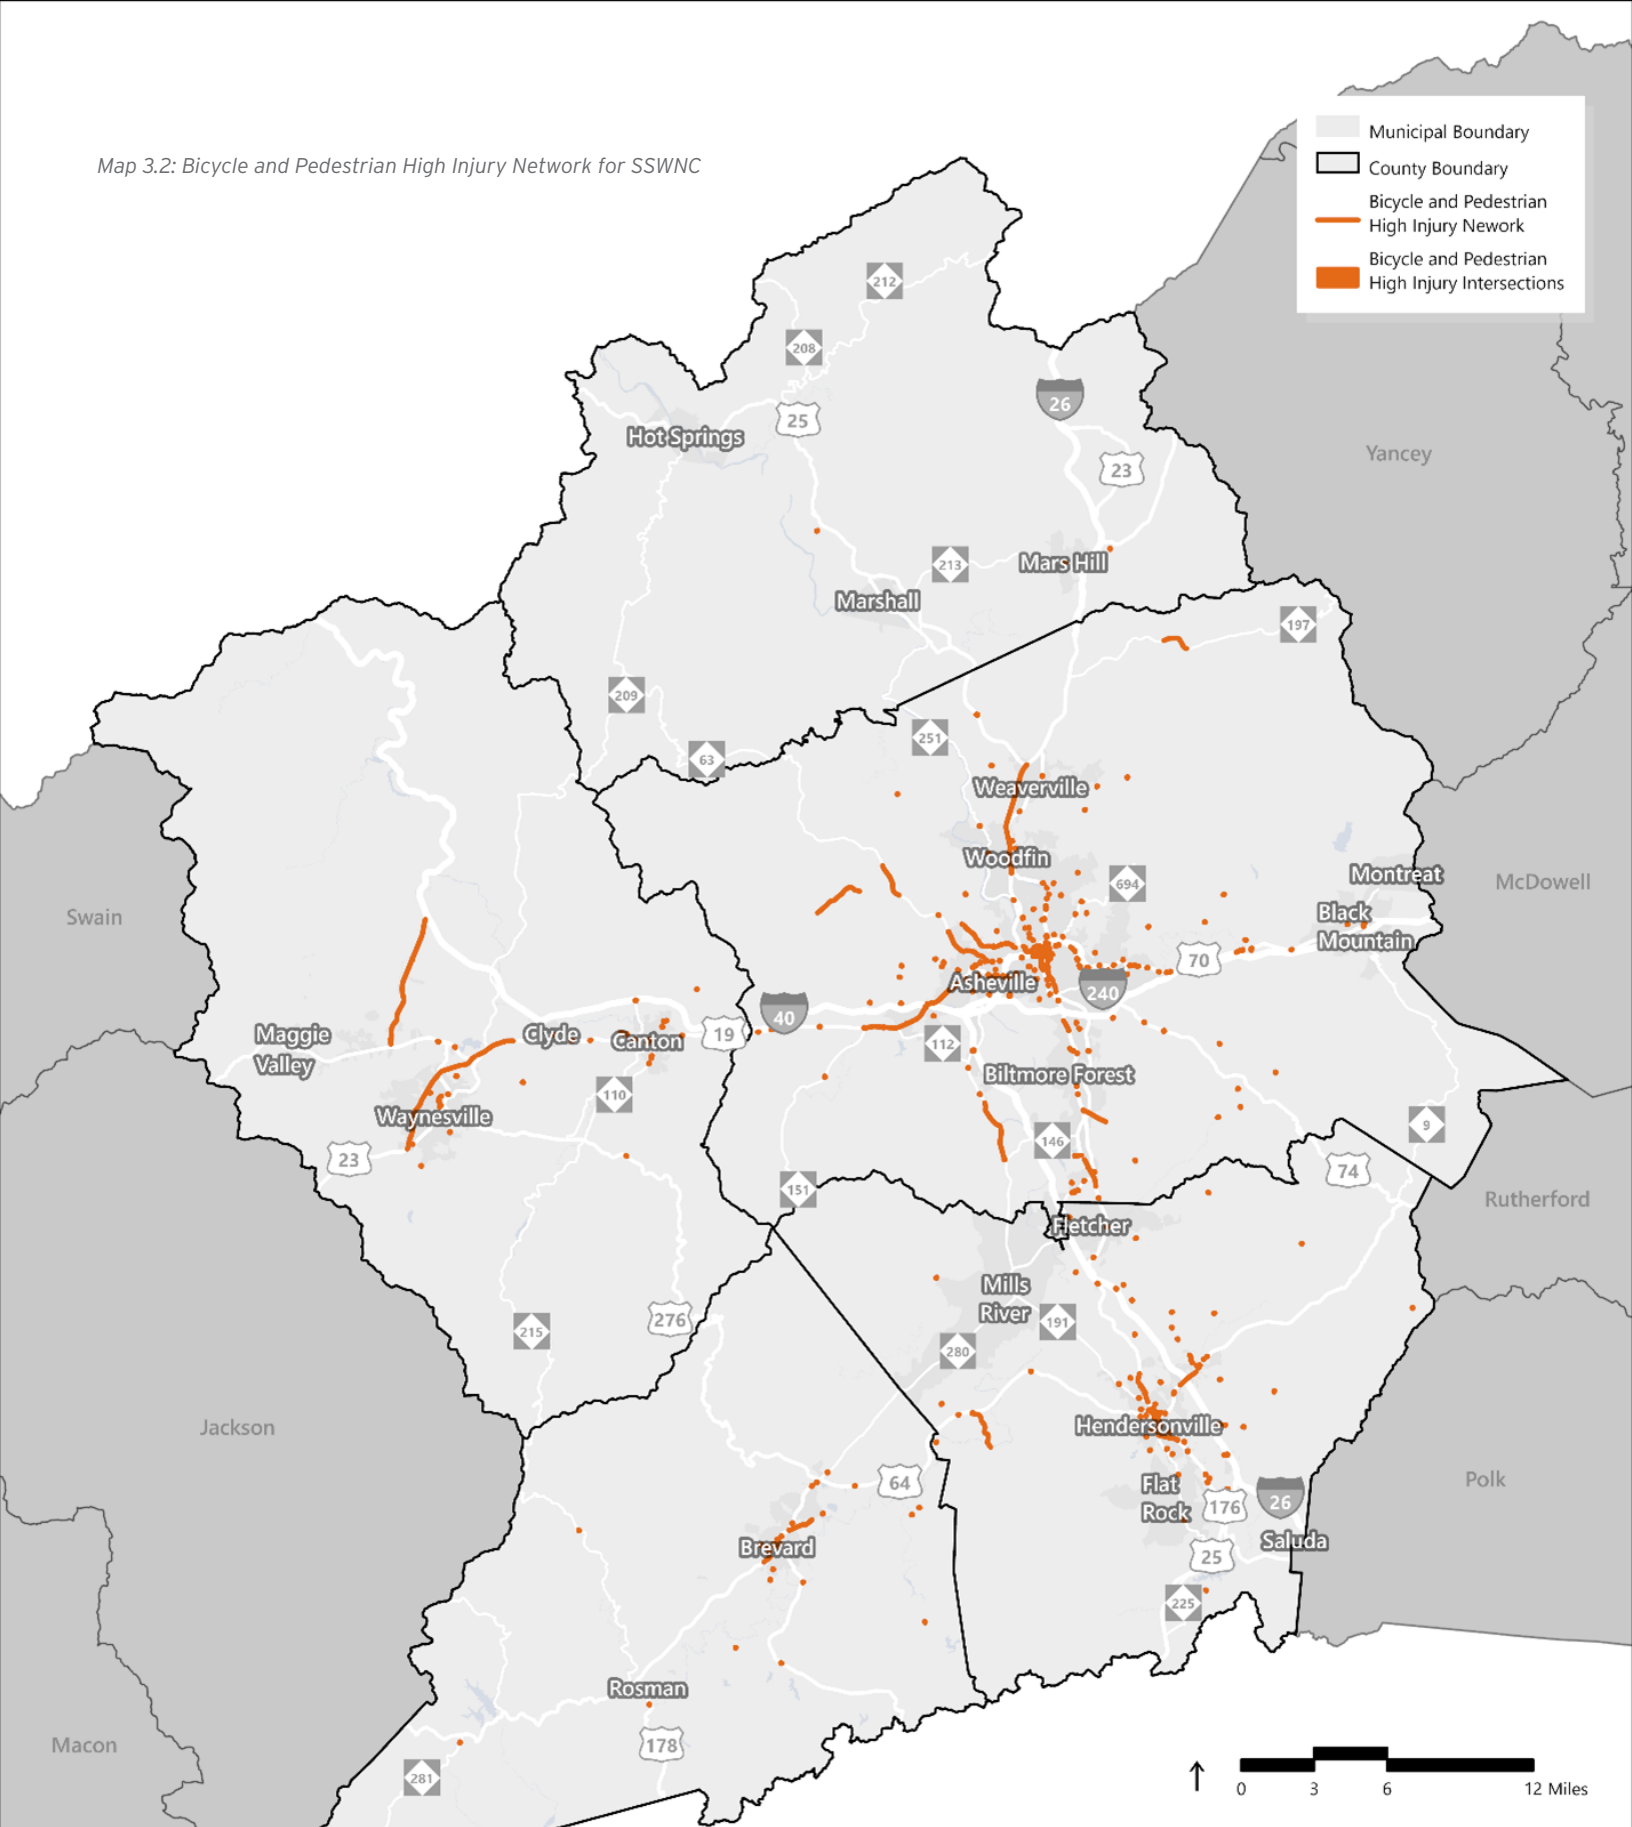 Map 3.2: Bicycle and Pedestrian High Injury Network for SSWNC
Municipal Boundary
County Boundary
Bicycle and Pedestrian
High Injury Nework
Bicycle and Pedestrian
High Injury Intersections
212
208
26
25
Hot Springs
23
Yancey
213
Mars Hill
Marshall
197
209
251
63
Weaverville
Woodfin
694
Montreat
McDowell
Black
Mountain
Swain
70
Asheville
240
40
19
Maggie
Valley
Clyde
Canton
112
Biltmore Forest
110
Waynesville
9
146
23
74
151
Rutherford
Fletcher
Mills
River
276
215
191
280
Jackson
Hendersonville
64
Flat
Rock
Polk
176
26
Saluda
Brevard
25
225
Rosman
178
Macon
281
0 3 6 12 Miles